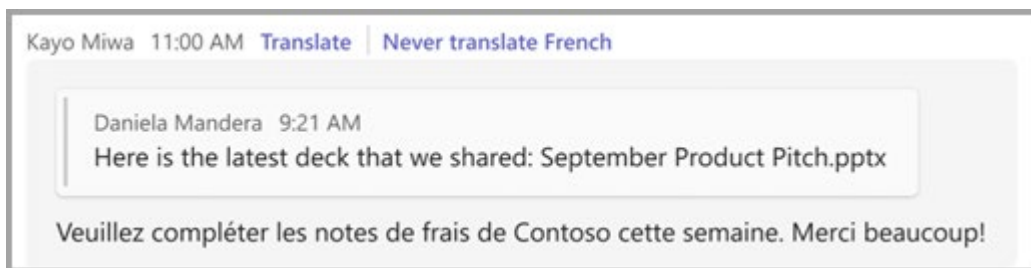 Kayo Miwa 11:00 AM Translate | Never translate French
Daniela Mandera 9:21 AM
Here is the latest deck that we shared: September Product Pitch.pptx
Veuillez compléter les notes de frais de Contoso cette semaine. Merci beaucoup!